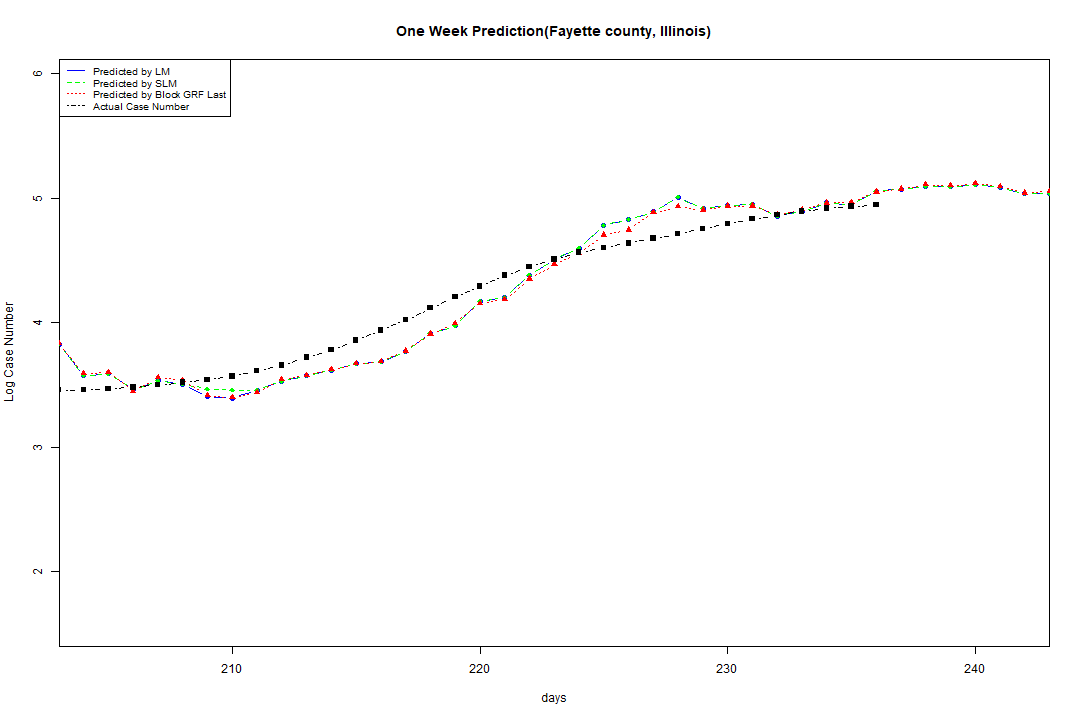 One Week Prediction(Fayette county, Illinois)
Predicted by LM
Predicted by SLM
Predicted by Block GRF Last
Actual Case Number
6
5
4
3
2
Log Case Number
210 220 230 240
days